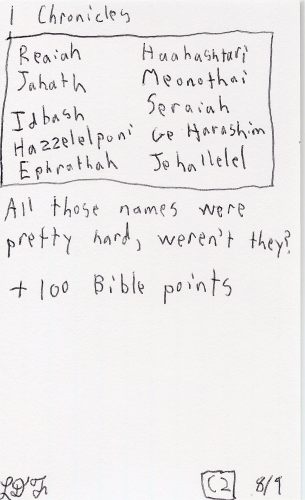 1 Chronicles
Reaiah
Jahath
Idbash
Hazzelelponi
Ephrathah
Haahashtari
Meonothai
Seraiah
Ge Harashim
Jehallelel
All those names were
pretty hard, weren't they?
+ 100 Bible points
C2 8/9